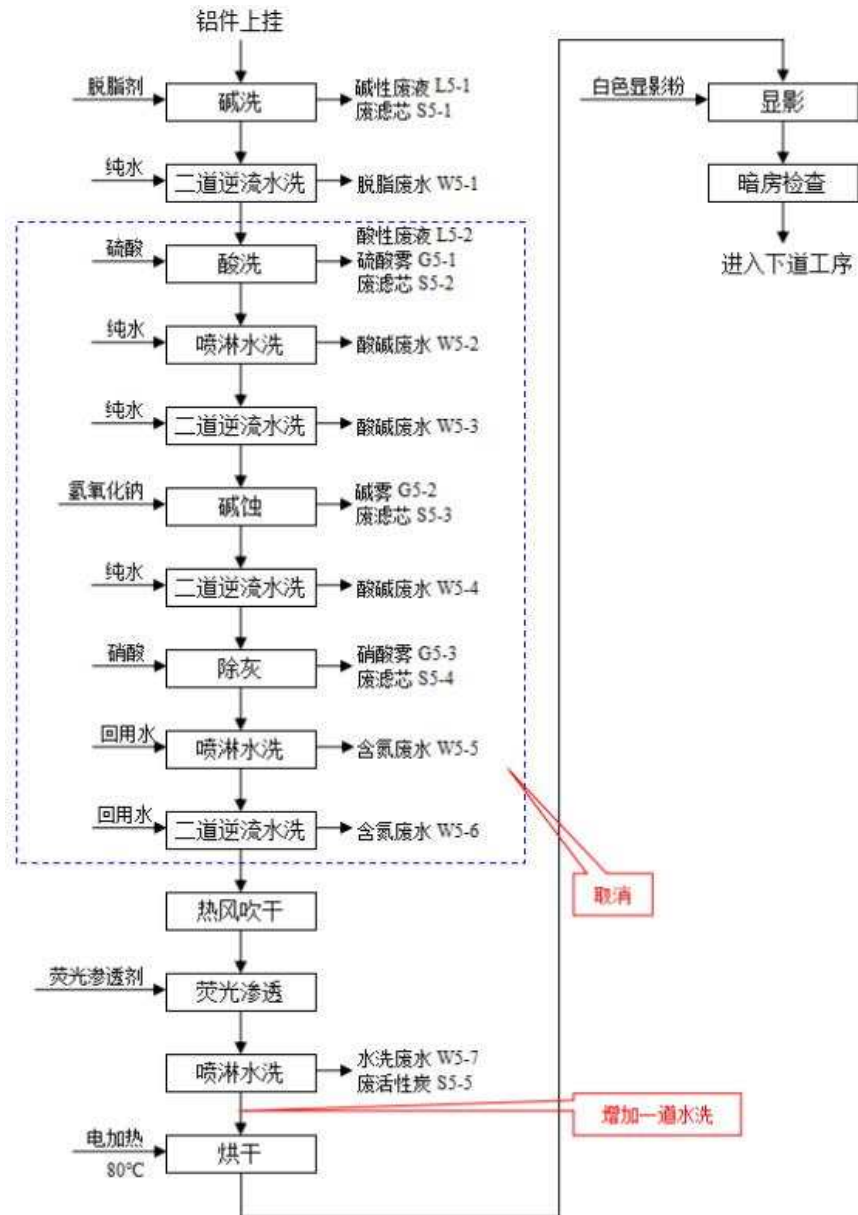 铝件上挂
脱脂剂
碱洗
碱性废液 L5-1
废滤芯 S5-1
纯水
二道逆流水洗
脱脂废水 W5-1
硫酸
酸洗
酸性废液 L5-2
硫酸雾 G5-1
废滤芯 S5-2
纯水
喷淋水洗
酸碱废水 W5-2
纯水
二道逆流水洗
酸碱废水 W5-3
氢氧化钠
碱蚀
碱雾 G5-2
废滤芯 S5-3
纯水
二道逆流水洗
酸碱废水 W5-4
硝酸
除灰
硝酸雾 G5-3
废滤芯 S5-4
回用水
喷淋水洗
含氮废水 W5-5
回用水
二道逆流水洗
含氮废水 W5-6
取消
热风吹干
荧光渗透剂
荧光渗透
喷淋水洗
水洗废水 W5-7
废活性炭 S5-5
增加一道水洗
电加热
80℃
烘干
白色显影粉
显影
暗房检查
进入下道工序